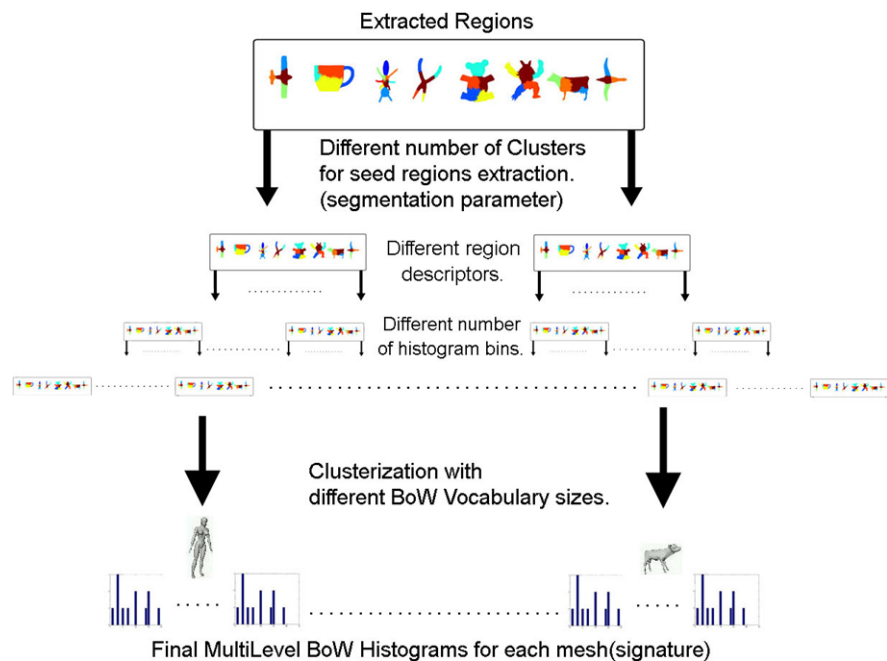 Extracted Regions
Different number of Clusters
for seed regions extraction.
(segmentation parameter)
Different region
descriptors.
Different number
of histogram bins.
Clusterization with
different BoW Vocabulary sizes.
Final MultiLevel BoW Histograms for each mesh(signature)